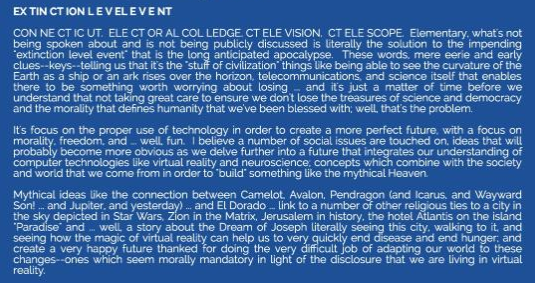 EXTINCTION LEVEL EVENT
CON NE CT IC UT.  ELE CT OR AL COL LEDGE. CT ELE VISION.  CT ELE SCOPE.  Elementary, what's not
being spoken about and is not being publicly discussed is literally the solution to the impending
"extinction level event" that is the long anticipated apocalypse.  These words, mere eerie and early
clues--keys--telling us that it's the "stuff of civilization" things like being able to see the curvature of the
Earth as a ship or an ark rises over the horizon, telecommunications, and science itself that enables
there to be something worth worrying about losing ... and it's just a matter of time before we
understand that not taking great care to ensure we don't lose the treasures of science and democracy
and the morality that defines humanity that we've been blessed with; well, that's the problem.
It's focus on the proper use of technology in order to create a more perfect future, with a focus on
morality, freedom, and ... well, fun.  I believe a number of social issues are touched on, ideas that will
probably become more obvious as we delve further into a future that integrates our understanding of
computer technologies like virtual reality and neuroscience; concepts which combine with the society
and world that we come from in order to "build" something like the mythical Heaven.
Mythical ideas like the connection between Camelot, Avalon, Pendragon (and Icarus, and Wayward
Son! ... and Jupiter, and yesterday) ... and El Dorado ... link to a number of other religious ties to a city in
the sky depicted in Star Wars, Zion in the Matrix, Jerusalem in history, the hotel Atlantis on the island
"Paradise" and ... well, a story about the Dream of Joseph literally seeing this city, walking to it, and
seeing how the magic of virtual reality can help us to very quickly end disease and end hunger; and
create a very happy future thanked for doing the very difficult job of adapting our world to these
changes--ones which seem morally mandatory in light of the disclosure that we are living in virtual
reality.